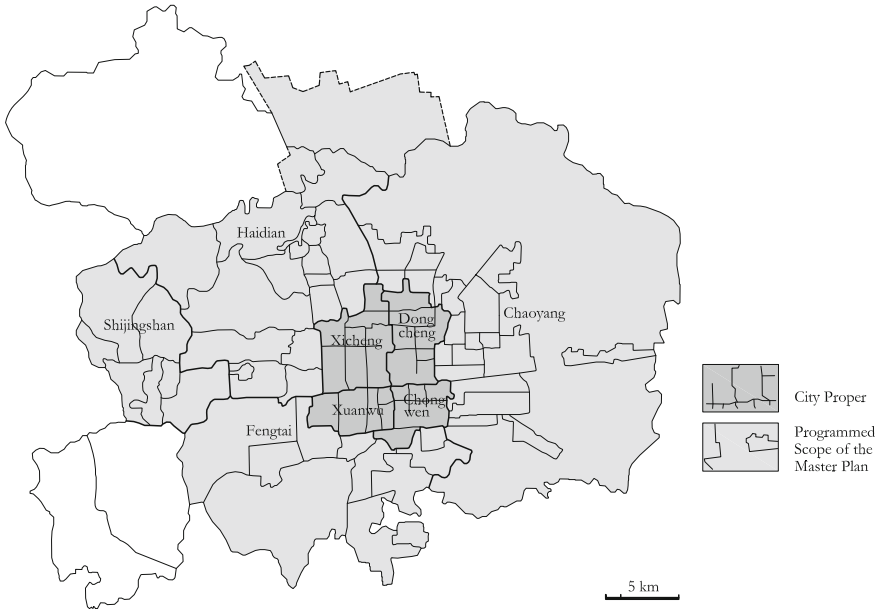 Haidian
Shijingshan
Chaoyang
Dong
cheng
Xicheng
Xuanwu
Chong
wen
Fengtai
City Proper
Programmed
Scope of the
Master Plan
5 km